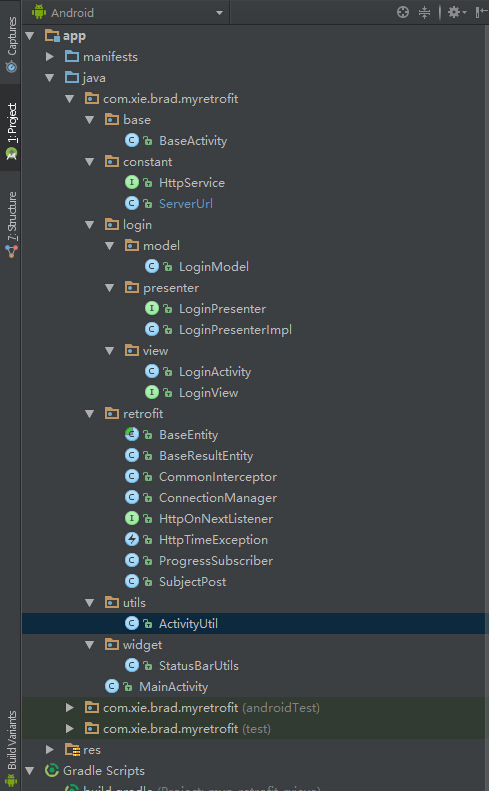 Android
Captures
1: Project
7: Structure
Build Variants
app
manifests
java
com.xie.brad.myretrofit
base
BaseActivity
constant
HttpService
ServerUrl
login
model
LoginModel
presenter
LoginPresenter
LoginPresenterImpl
view
LoginActivity
LoginView
retrofit
BaseEntity
BaseResultEntity
CommonInterceptor
ConnectionManager
HttpOnNextListener
HttpTimeException
ProgressSubscriber
SubjectPost
utils
ActivityUtil
widget
StatusBarUtils
MainActivity
com.xie.brad.myretrofit (androidTest)
com.xie.brad.myretrofit (test)
res
Gradle Scripts